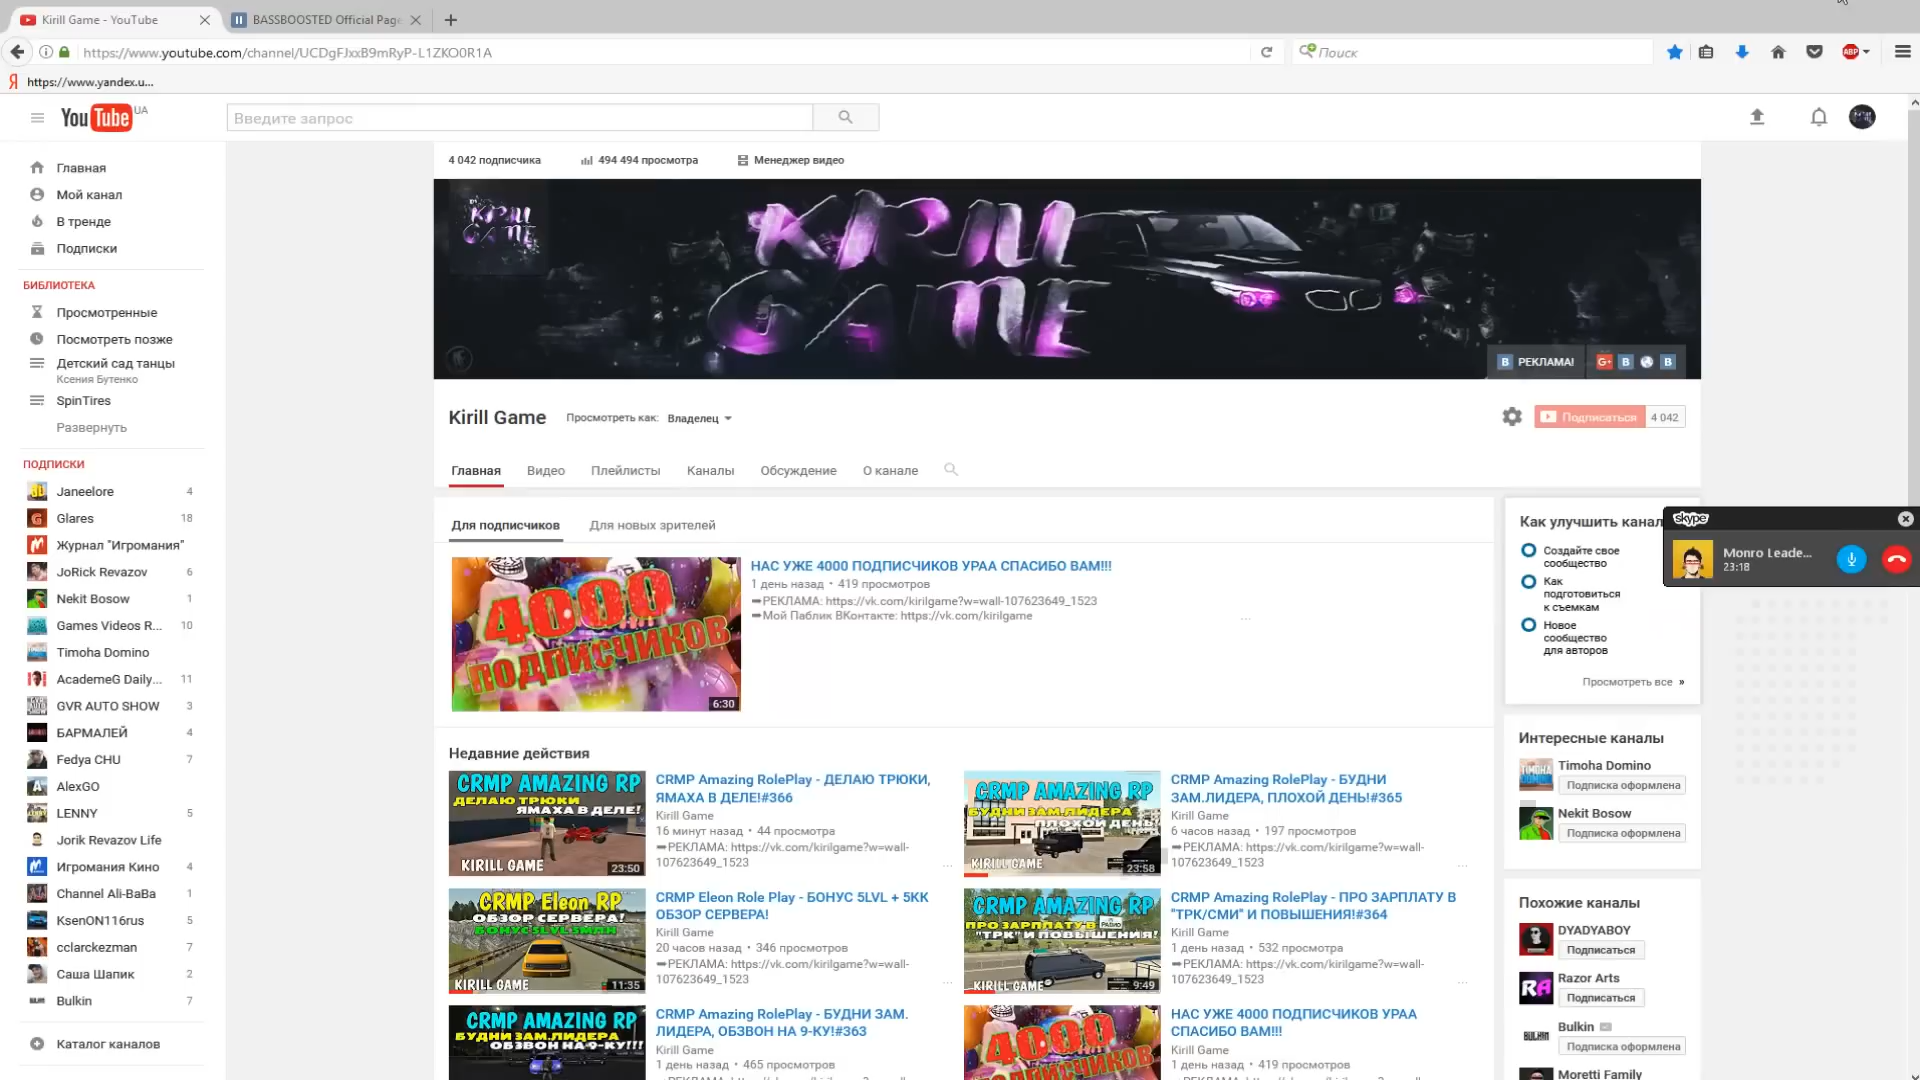 Kirill Game - YouTube
BASSBOOSTED Official Page
https://www.youtube.com/channel/UCDgFJxxB9mRyP-L1ZKO0R1A
Поиск
ABP
https://www.yandex.u...
YouTube UA
Введите запрос
4 042 подписчика
494 494 просмотра
Менеджер видео
Главная
Мой канал
В тренде
Подписки
БИБЛИОТЕКА
Просмотренные
Посмотреть позже
Детский сад танцы
Ксения Бутенко
SpinTires
Развернуть
ПОДПИСКИ
Janeelore 4
Glares 18
Журнал "Игромания"
JoRick Revazov 6
Nekit Bosow 1
Games Videos R... 10
Timoha Domino
AcademeG Daily... 11
GVR AUTO SHOW 3
БАРМАЛЕЙ 4
Fedya CHU 7
AlexGO
LENNY 5
Jorik Revazov Life
Игромания Кино 4
Channel Ali-BaBa 1
KsenON116rus 5
cclarckezman 7
Саша Шапик 2
Bulkin 7
Каталог каналов
KIRILL
GAME
РЕКЛАМА!
Kirill Game
Просмотреть как: Владелец
Подписаться 4 042
Главная
Видео
Плейлисты
Каналы
Обсуждение
О канале
Для подписчиков
Для новых зрителей
4000
ПОДПИСЧИКОВ
6:30
НАС УЖЕ 4000 ПОДПИСЧИКОВ УРАА СПАСИБО ВАМ!!!
1 день назад • 419 просмотров
➡РЕКЛАМА: https://vk.com/kirilgame?w=wall-107623649_1523
➡Мой Паблик ВКонтакте: https://vk.com/kirilgame
...
Недавние действия
CRMP AMAZING RP
ДЕЛАЮ ТРЮКИ
ЯМАХА В ДЕЛЕ!
KIRILL GAME
23:50
CRMP Amazing RolePlay - ДЕЛАЮ ТРЮКИ,
ЯМАХА В ДЕЛЕ!#366
Kirill Game
16 минут назад • 44 просмотра
➡РЕКЛАМА: https://vk.com/kirilgame?w=wall-
107623649_1523
...
CRMP AMAZING RP
БУДНИ ЗАМ.ЛИДЕРА
ПЛОХОЙ ДЕНЬ
KIRILL GAME
23:58
CRMP Amazing RolePlay - БУДНИ
ЗАМ.ЛИДЕРА, ПЛОХОЙ ДЕНЬ!#365
Kirill Game
6 часов назад • 197 просмотров
➡РЕКЛАМА: https://vk.com/kirilgame?w=wall-
107623649_1523
...
CRMP Eleon RP
ОБЗОР СЕРВЕРА!
БОНУС 5LVL 5МЛН
KIRILL GAME
11:35
CRMP Eleon Role Play - БОНУС 5LVL + 5КК
ОБЗОР СЕРВЕРА!
Kirill Game
20 часов назад • 346 просмотров
➡РЕКЛАМА: https://vk.com/kirilgame?w=wall-
107623649_1523
...
CRMP AMAZING RP
ПРО ЗАРПЛАТУ В РАДИО
"ТРК" И ПОВЫШЕНИЯ!
KIRILL GAME
9:49
CRMP Amazing RolePlay - ПРО ЗАРПЛАТУ В
"ТРК/СМИ" И ПОВЫШЕНИЯ!#364
Kirill Game
1 день назад • 532 просмотра
➡РЕКЛАМА: https://vk.com/kirilgame?w=wall-
107623649_1523
...
CRMP AMAZING RP
БУДНИ ЗАМ.ЛИДЕРА
ОБЗВОН НА 9-КУ!!!
CRMP Amazing RolePlay - БУДНИ ЗАМ.
ЛИДЕРА, ОБЗВОН НА 9-КУ!#363
Kirill Game
1 день назад • 465 просмотров
4000
ПОДПИСЧИКОВ
НАС УЖЕ 4000 ПОДПИСЧИКОВ УРАА
СПАСИБО ВАМ!!!
Kirill Game
1 день назад • 419 просмотров
Как улучшить канал
Создайте свое
сообщество
Как
подготовиться
к съемкам
Новое
сообщество
для авторов
Просмотреть все »
skype
Monro Leade...
23:18
Интересные каналы
Timoha Domino
Подписка оформлена
Nekit Bosow
Подписка оформлена
Похожие каналы
DYADYABOY
Подписаться
RA
Razor Arts
Подписаться
BULKIN
Bulkin
Подписка оформлена
Moretti Family